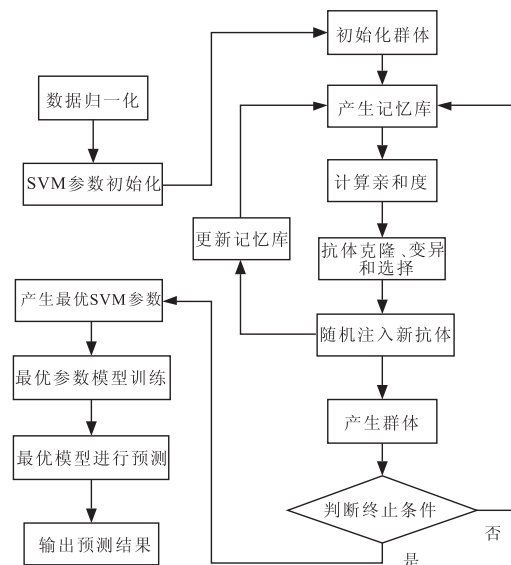 数据归一化
SVM 参数初始化
初始化群体
产生记忆库
计算亲和度
抗体克隆、变异
和选择
更新记忆库
随机注入新抗体
产生群体
判断终止条件
否
是
产生最优SVM 参数
最优参数模型训练
最优模型进行预测
输出预测结果